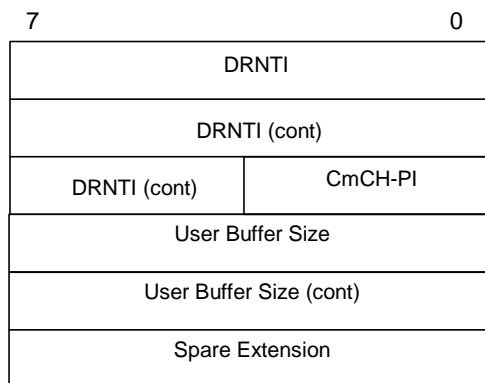 7 0
DRNTI
DRNTI (cont)
DRNTI (cont) CmCH-PI
User Buffer Size
User Buffer Size (cont)
Spare Extension